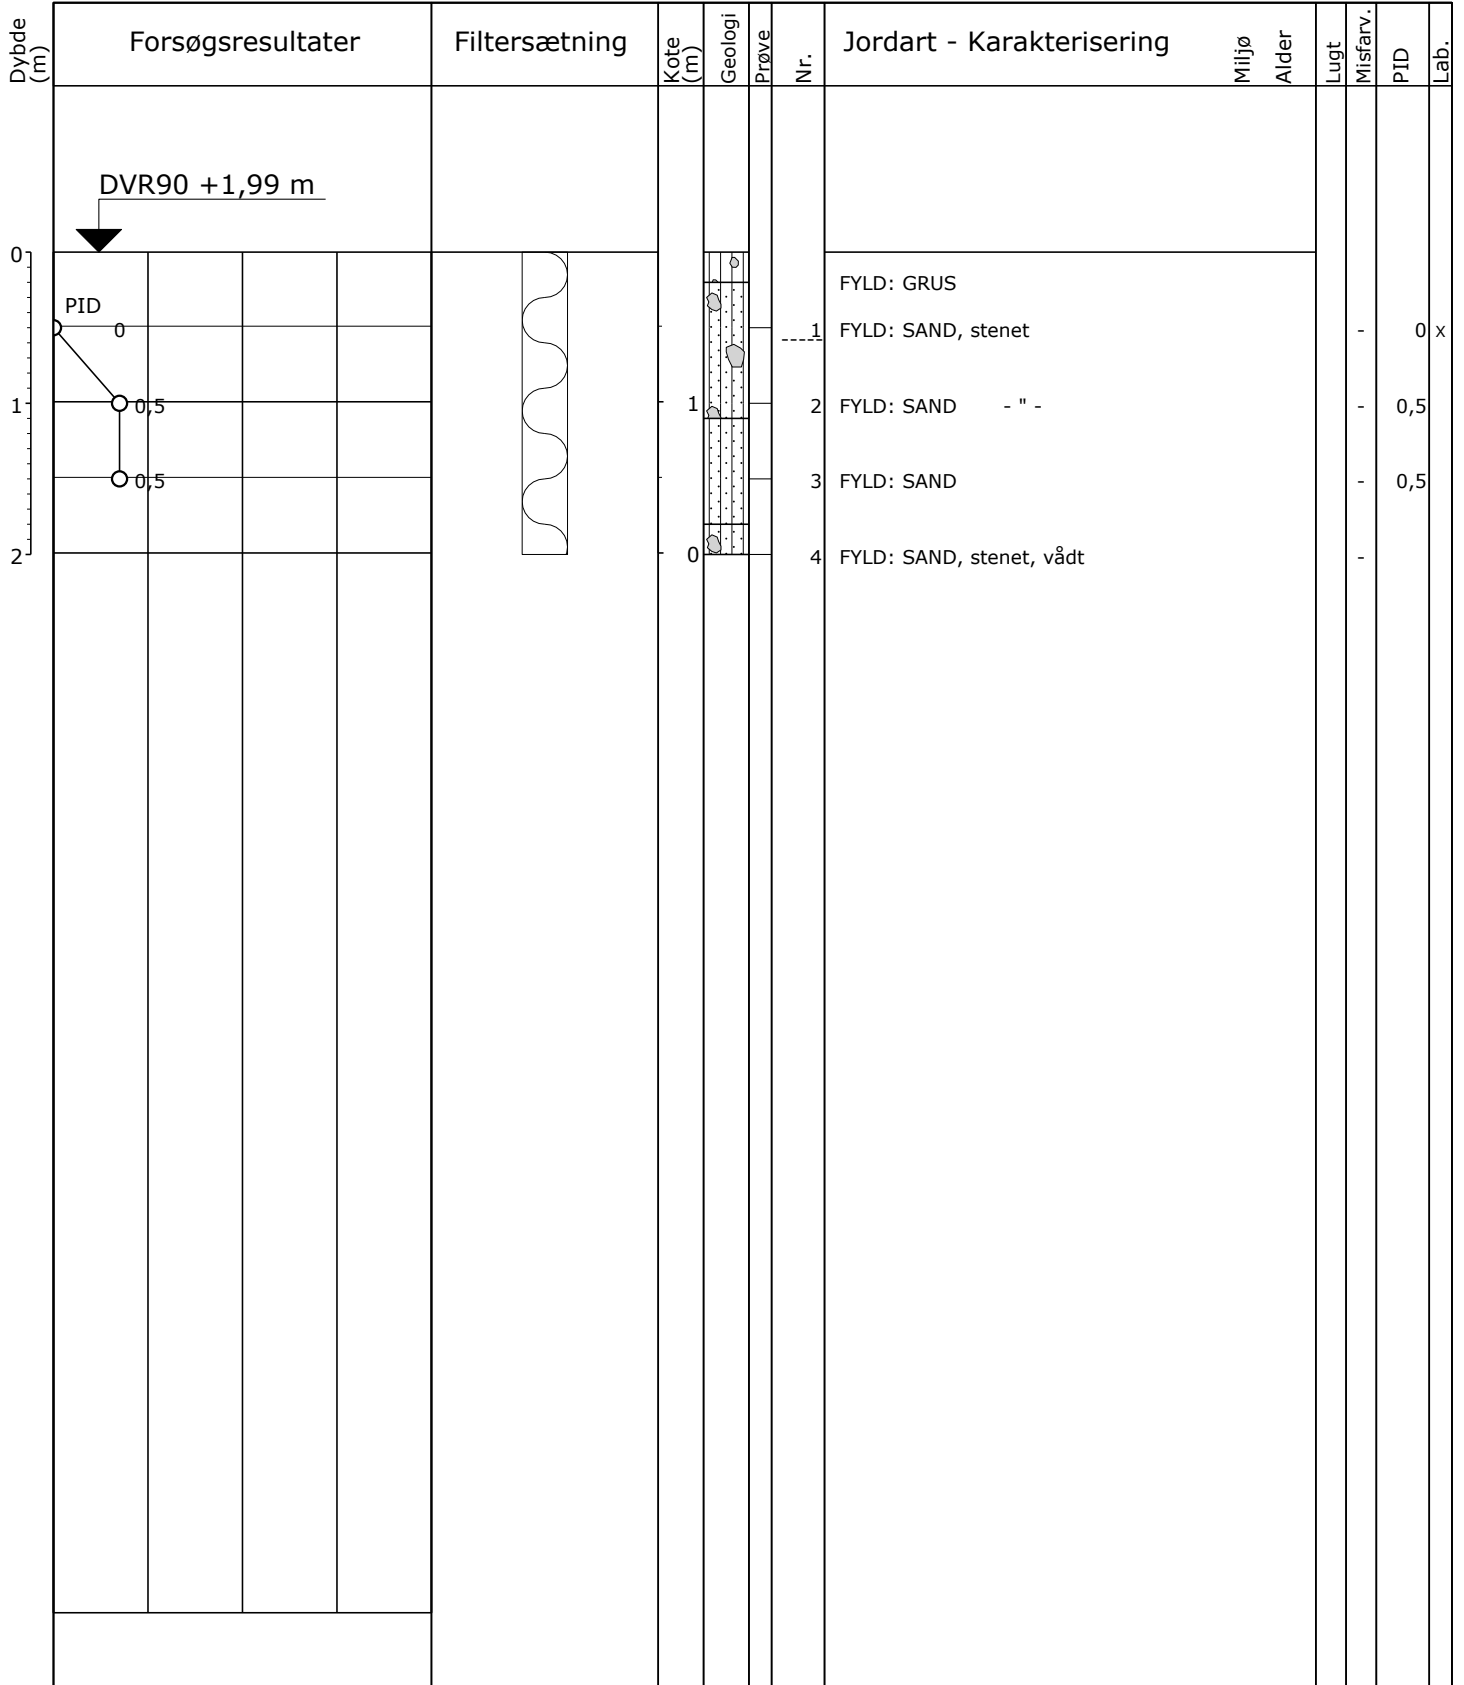 Dybde (m) Forsøgsresultater Filtersætning Kote (m) Geologi Prøve Nr. Jordart - Karakterisering Miljø Alder Lugt Misfarv. PID Lab.
DVR90 +1,99 m
0
FYLD: GRUS
PID
0 1 FYLD: SAND, stenet - 0 x
1 0,5 1 2 FYLD: SAND - " - - 0,5
0,5 3 FYLD: SAND - 0,5
2 0 4 FYLD: SAND, stenet, vådt -